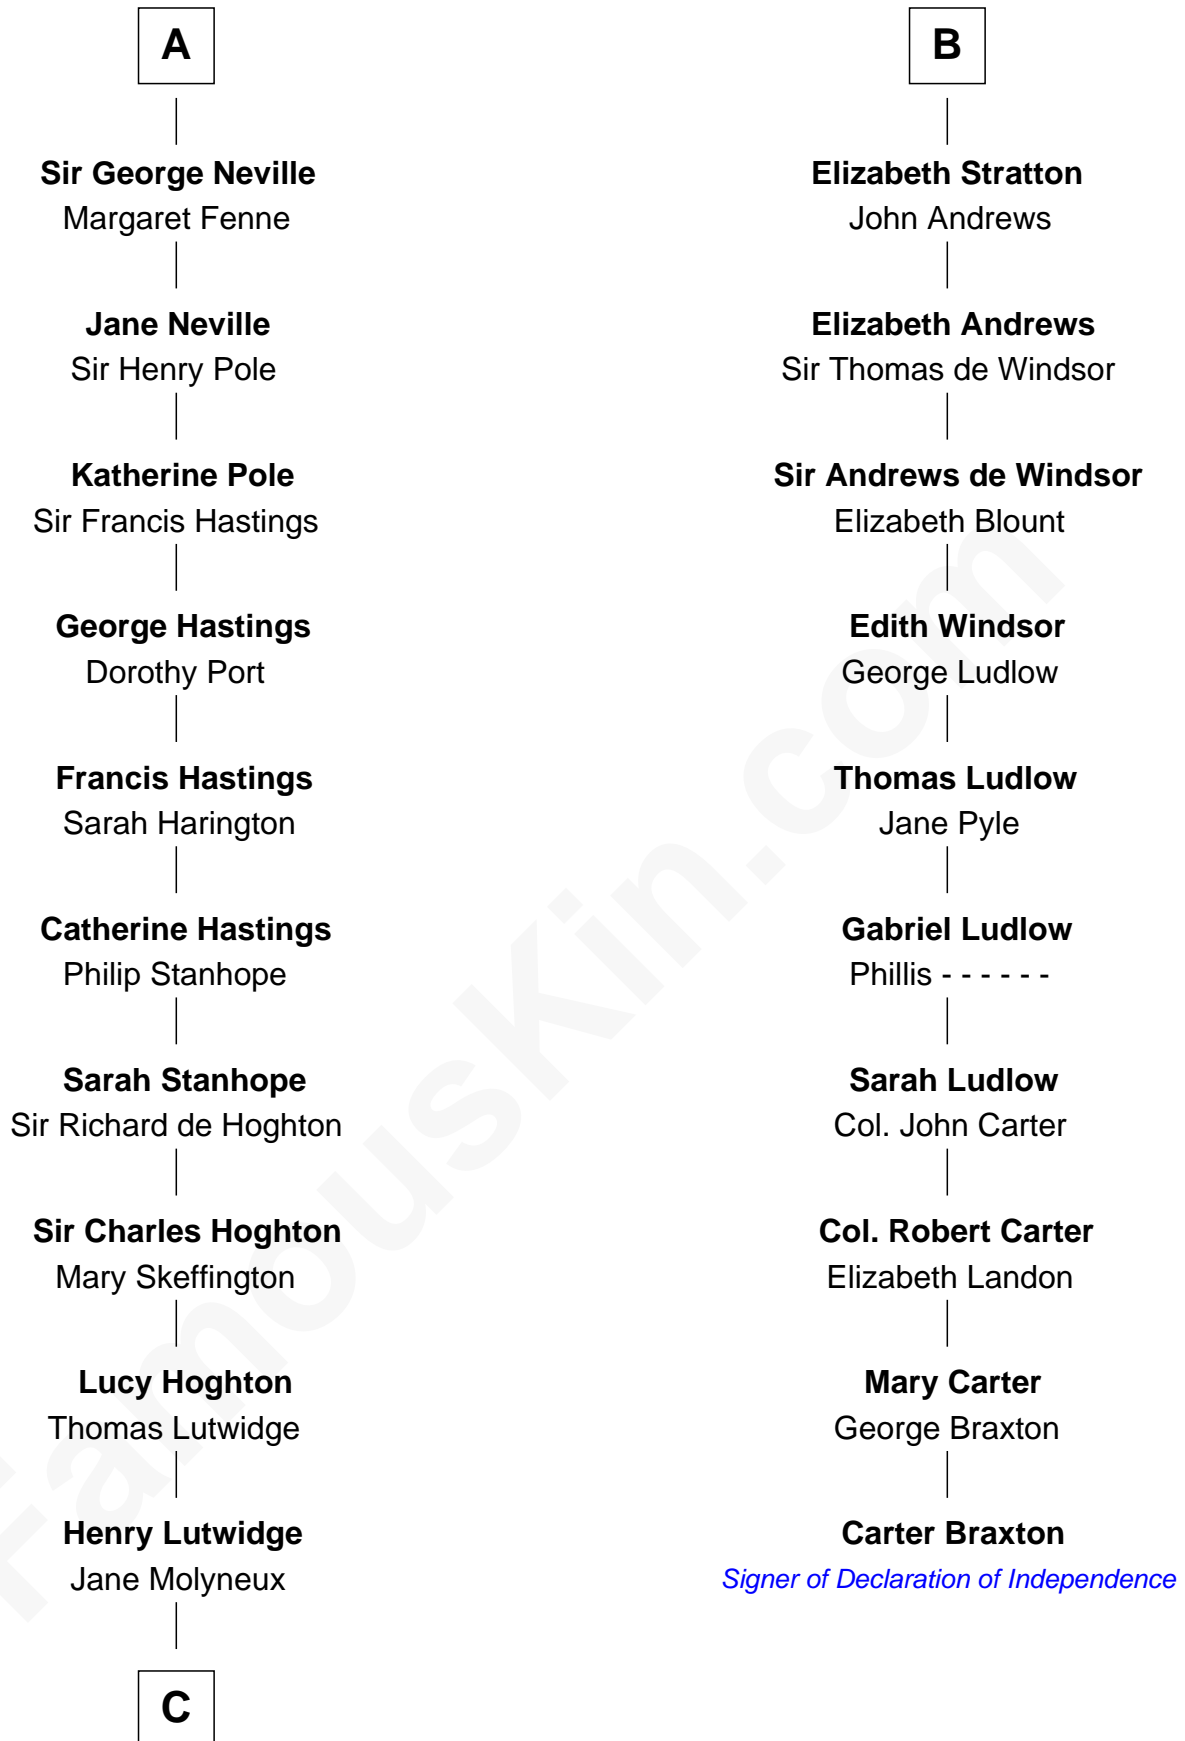 A
Sir George Neville
Margaret Fenne
Jane Neville
Sir Henry Pole
Katherine Pole
Sir Francis Hastings
George Hastings
Dorothy Port
Francis Hastings
Sarah Harington
Catherine Hastings
Philip Stanhope
Sarah Stanhope
Sir Richard de Hoghton
Sir Charles Hoghton
Mary Skeffington
Lucy Hoghton
Thomas Lutwidge
Henry Lutwidge
Jane Molyneux
C
B
Elizabeth Stratton
John Andrews
Elizabeth Andrews
Sir Thomas de Windsor
Sir Andrews de Windsor
Elizabeth Blount
Edith Windsor
George Ludlow
Thomas Ludlow
Jane Pyle
Gabriel Ludlow
Phillis - - - - - -
Sarah Ludlow
Col. John Carter
Col. Robert Carter
Elizabeth Landon
Mary Carter
George Braxton
Carter Braxton
Signer of Declaration of Independence
FamousKin.com